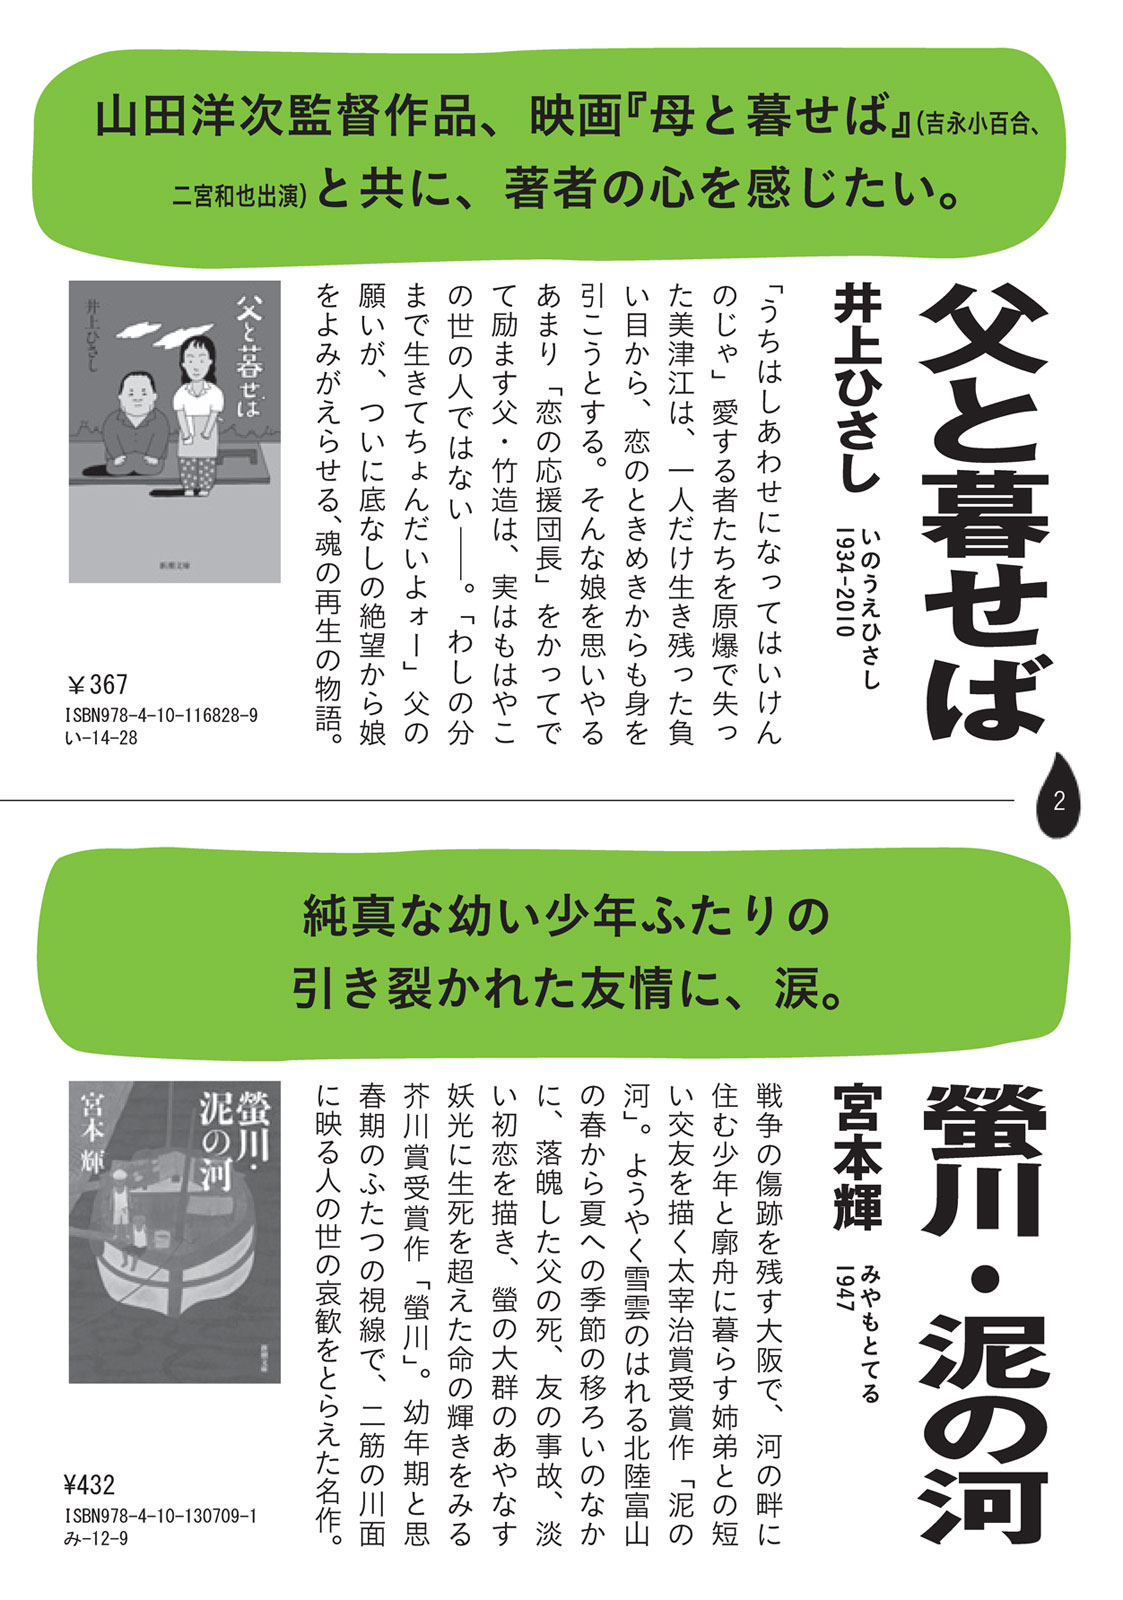 山田洋次監督作品、映画『母と暮せば』(吉永小百合、
二宮和也出演)と共に、著者の心を感じたい。
父と暮せば
井上ひさし
いのうえひさし
1934-2010
「うちはしあわせになってはいけん
のじゃ」愛する者たちを原爆で失っ
た美津江は、一人だけ生き残った負
い目から、恋のときめきからも身を
引こうとする。そんな娘を思いやる
あまり「恋の応援団長」をかってで
て励ます父・竹造は、実はもはやこ
の世の人ではない――。「わしの分
まで生きてちょんだいよォー」父の
願いが、ついに底なしの絶望から娘
をよみがえらせる、魂の再生の物語。
父と暮せば
井上ひさし
新潮文庫
￥367
ISBN978-4-10-116828-9
い-14-28
2
純真な幼い少年ふたりの
引き裂かれた友情に、涙。
螢川・泥の河
宮本輝
みやもとてる
1947
戦争の傷跡を残す大阪で、河の畔に
住む少年と廓舟に暮らす姉弟との短
い交友を描く太宰治賞受賞作「泥の
河」。ようやく雪雲のはれる北陸富山
の春から夏への季節の移ろいのなか
に、落魄した父の死、友の事故、淡
い初恋を描き、螢の大群のあやなす
妖光に生死を超えた命の輝きをみる
芥川賞受賞作「螢川」。幼年期と思
春期のふたつの視線で、二筋の川面
に映る人の世の哀歓をとらえた名作。
螢川・
泥の河
宮本輝
新潮文庫
¥432
ISBN978-4-10-130709-1
み-12-9